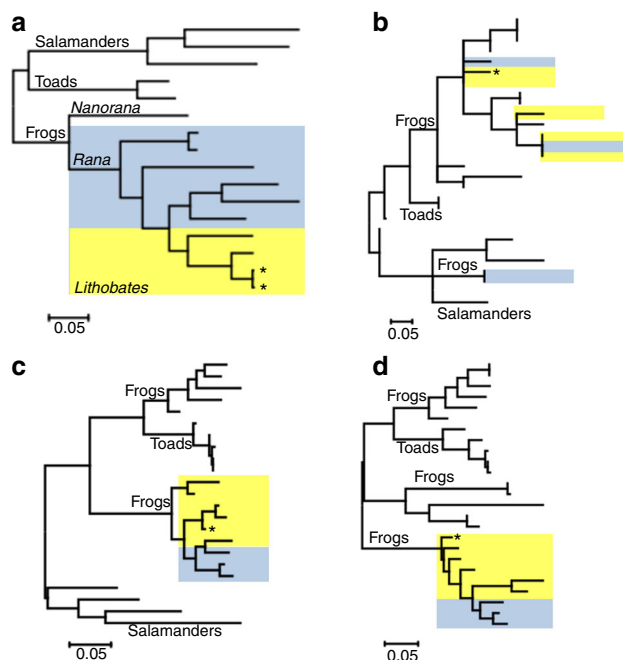 a
Salamanders
Toads
Nanorana
Frogs
Rana
*
*
Lithobates
0.05
b
*
Frogs
Toads
Frogs
Salamanders
0.05
c
Frogs
Toads
Frogs
*
Salamanders
0.05
d
Frogs
Toads
Frogs
Frogs
*
0.05